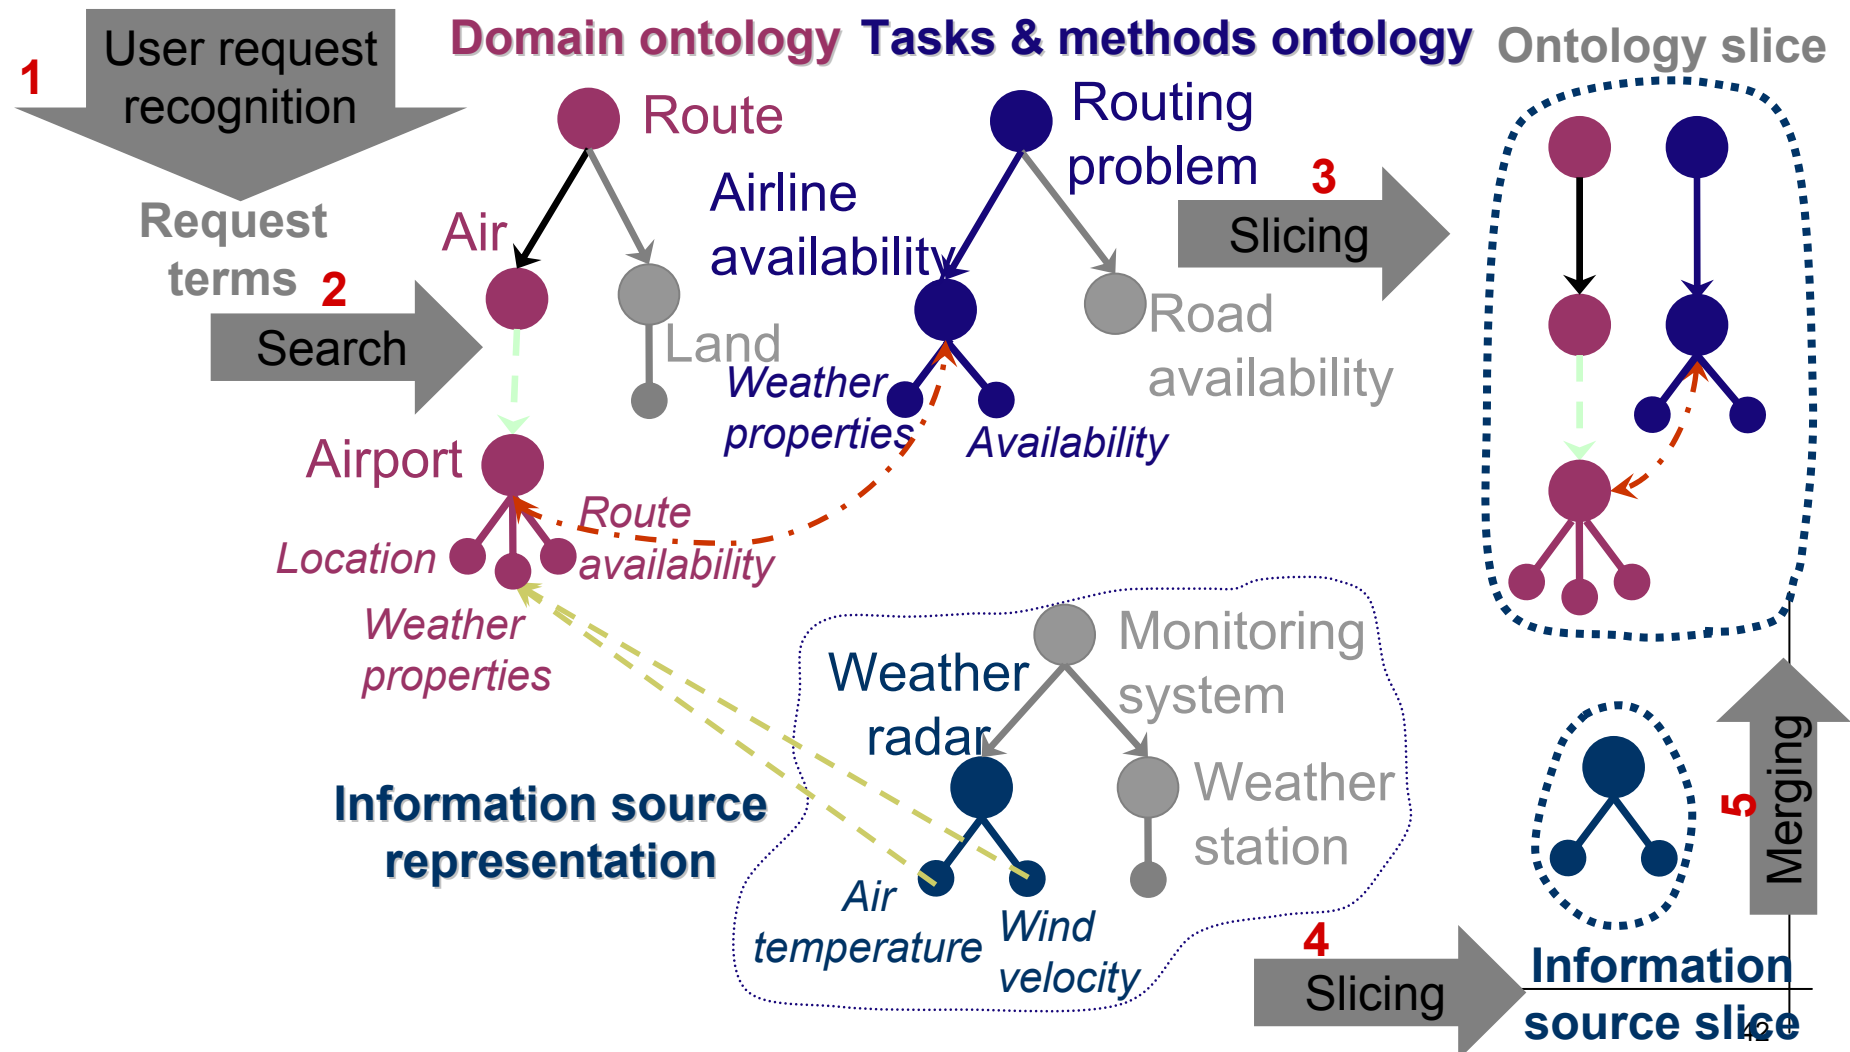 1
User request
recognition
Domain ontology
Tasks & methods ontology
Ontology slice
Route
Routing
problem
Airline
availability
3
Slicing
Request
terms
2
Search
Air
Land
Road
availability
Weather
properties
Availability
Airport
Route
availability
Location
Weather
properties
Monitoring
system
Weather
radar
Weather
station
Information source
representation
Air
temperature
Wind
velocity
4
Slicing
5
Merging
Information
source slice
42